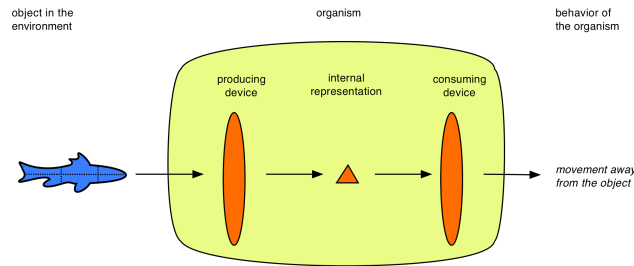 object in the
environment
organism
behavior of
the organism
producing
device
internal
representation
consuming
device
movement away
from the object